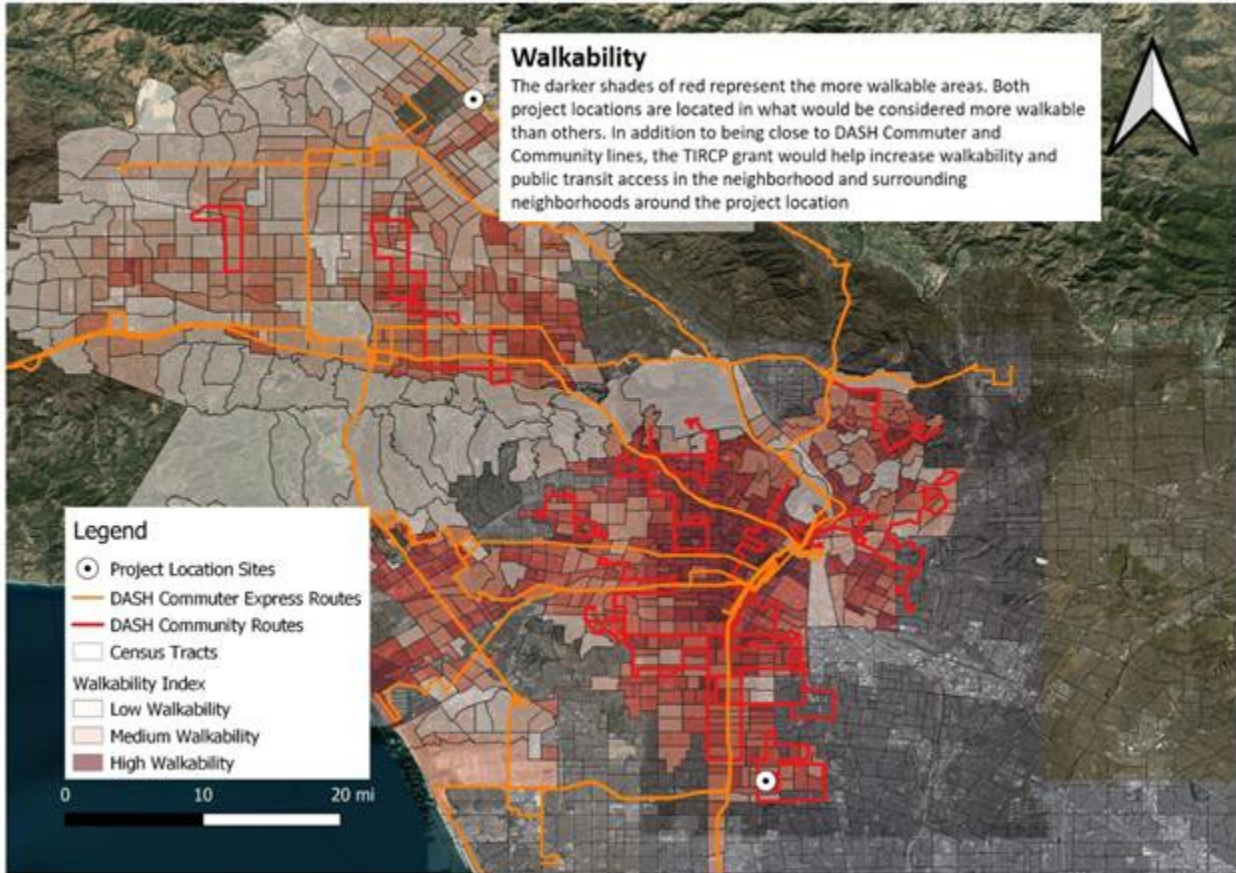 Walkability
The darker shades of red represent the more walkable areas. Both
project locations are located in what would be considered more walkable
than others. In addition to being close to DASH Commuter and
Community lines, the TIRCP grant would help increase walkability and
public transit access in the neighborhood and surrounding
neighborhoods around the project location
Legend
Project Location Sites
DASH Commuter Express Routes
DASH Community Routes
Census Tracts
Walkability Index
Low Walkability
Medium Walkability
High Walkability
0 10 20 mi